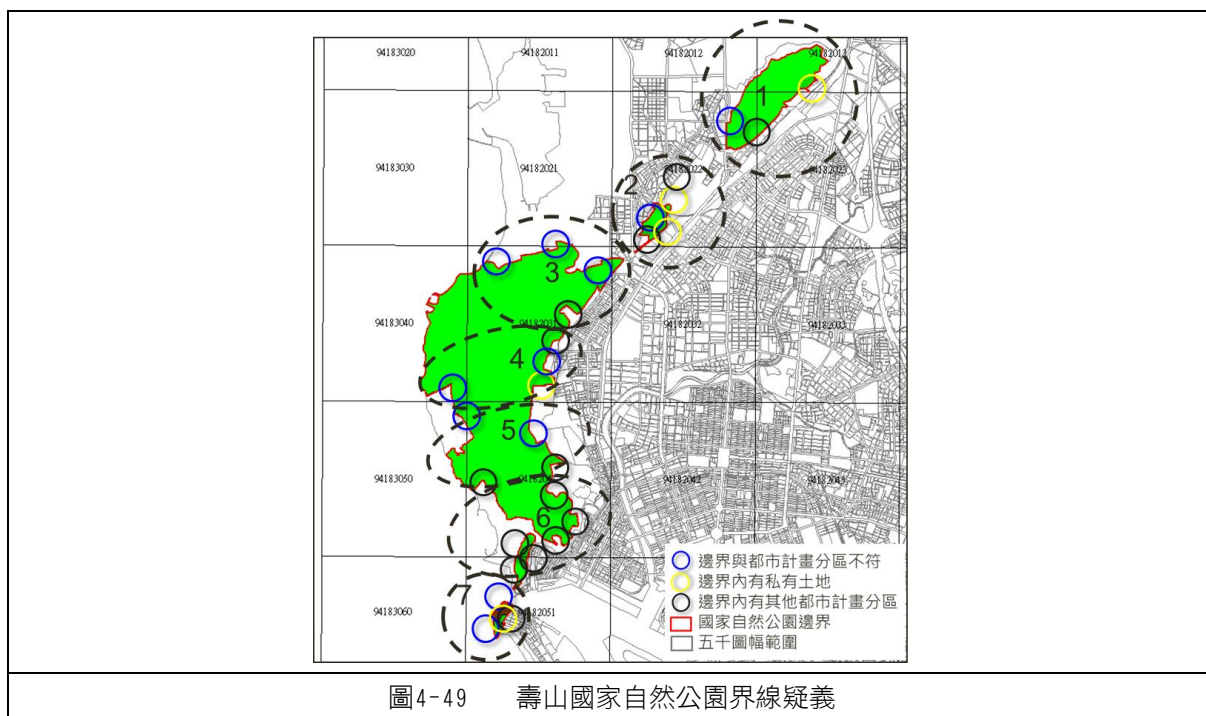 94183020 94182011 94182012 94182013
1
94183030 94182021 94182022 94182023
2
3
94183040 94182031 94182032 94182033
4
5
94183050 94182042 94182043
6
邊界與都市計畫分區不符
邊界內有私有土地
7
94183060 94182051
邊界內有其他都市計畫分區
國家自然公園邊界
五千圖幅範圍
圖4-49 壽山國家自然公園界線疑義